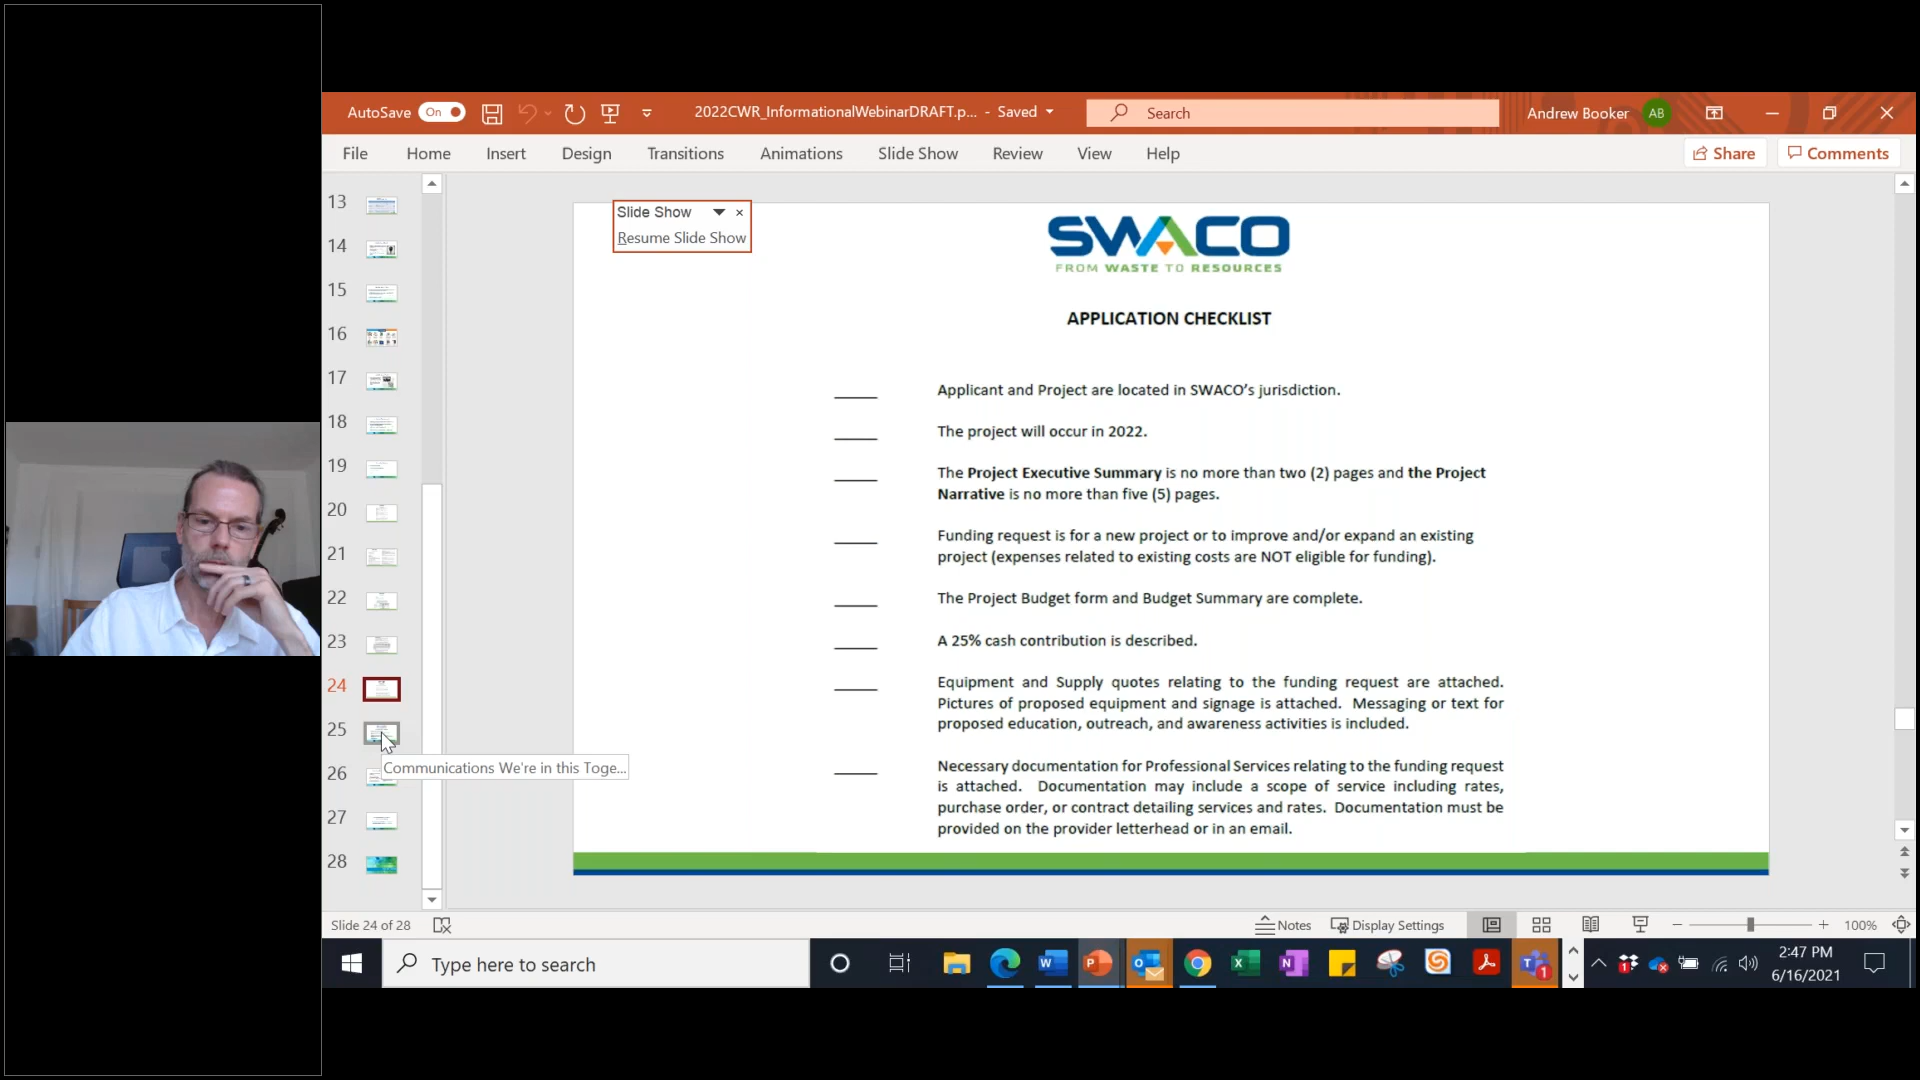 AutoSave On 2022CWR_InformationalWebinarDRAFT.p... - Saved Search Andrew Booker AB
File Home Insert Design Transitions Animations Slide Show Review View Help Share Comments
13
14
15
16
17
18
19
20
21
22
23
24
25
26
27
28
Communications We're in this Toge...
Slide Show
Resume Slide Show
SWACO
FROM WASTE TO RESOURCES
APPLICATION CHECKLIST
Applicant and Project are located in SWACO's jurisdiction.
The project will occur in 2022.
The Project Executive Summary is no more than two (2) pages and the Project
Narrative is no more than five (5) pages.
Funding request is for a new project or to improve and/or expand an existing
project (expenses related to existing costs are NOT eligible for funding).
The Project Budget form and Budget Summary are complete.
A 25% cash contribution is described.
Equipment and Supply quotes relating to the funding request are attached.
Pictures of proposed equipment and signage is attached. Messaging or text for
proposed education, outreach, and awareness activities is included.
Necessary documentation for Professional Services relating to the funding request
is attached. Documentation may include a scope of service including rates,
purchase order, or contract detailing services and rates. Documentation must be
provided on the provider letterhead or in an email.
Slide 24 of 28 Notes Display Settings 100%
Type here to search
2:47 PM
6/16/2021